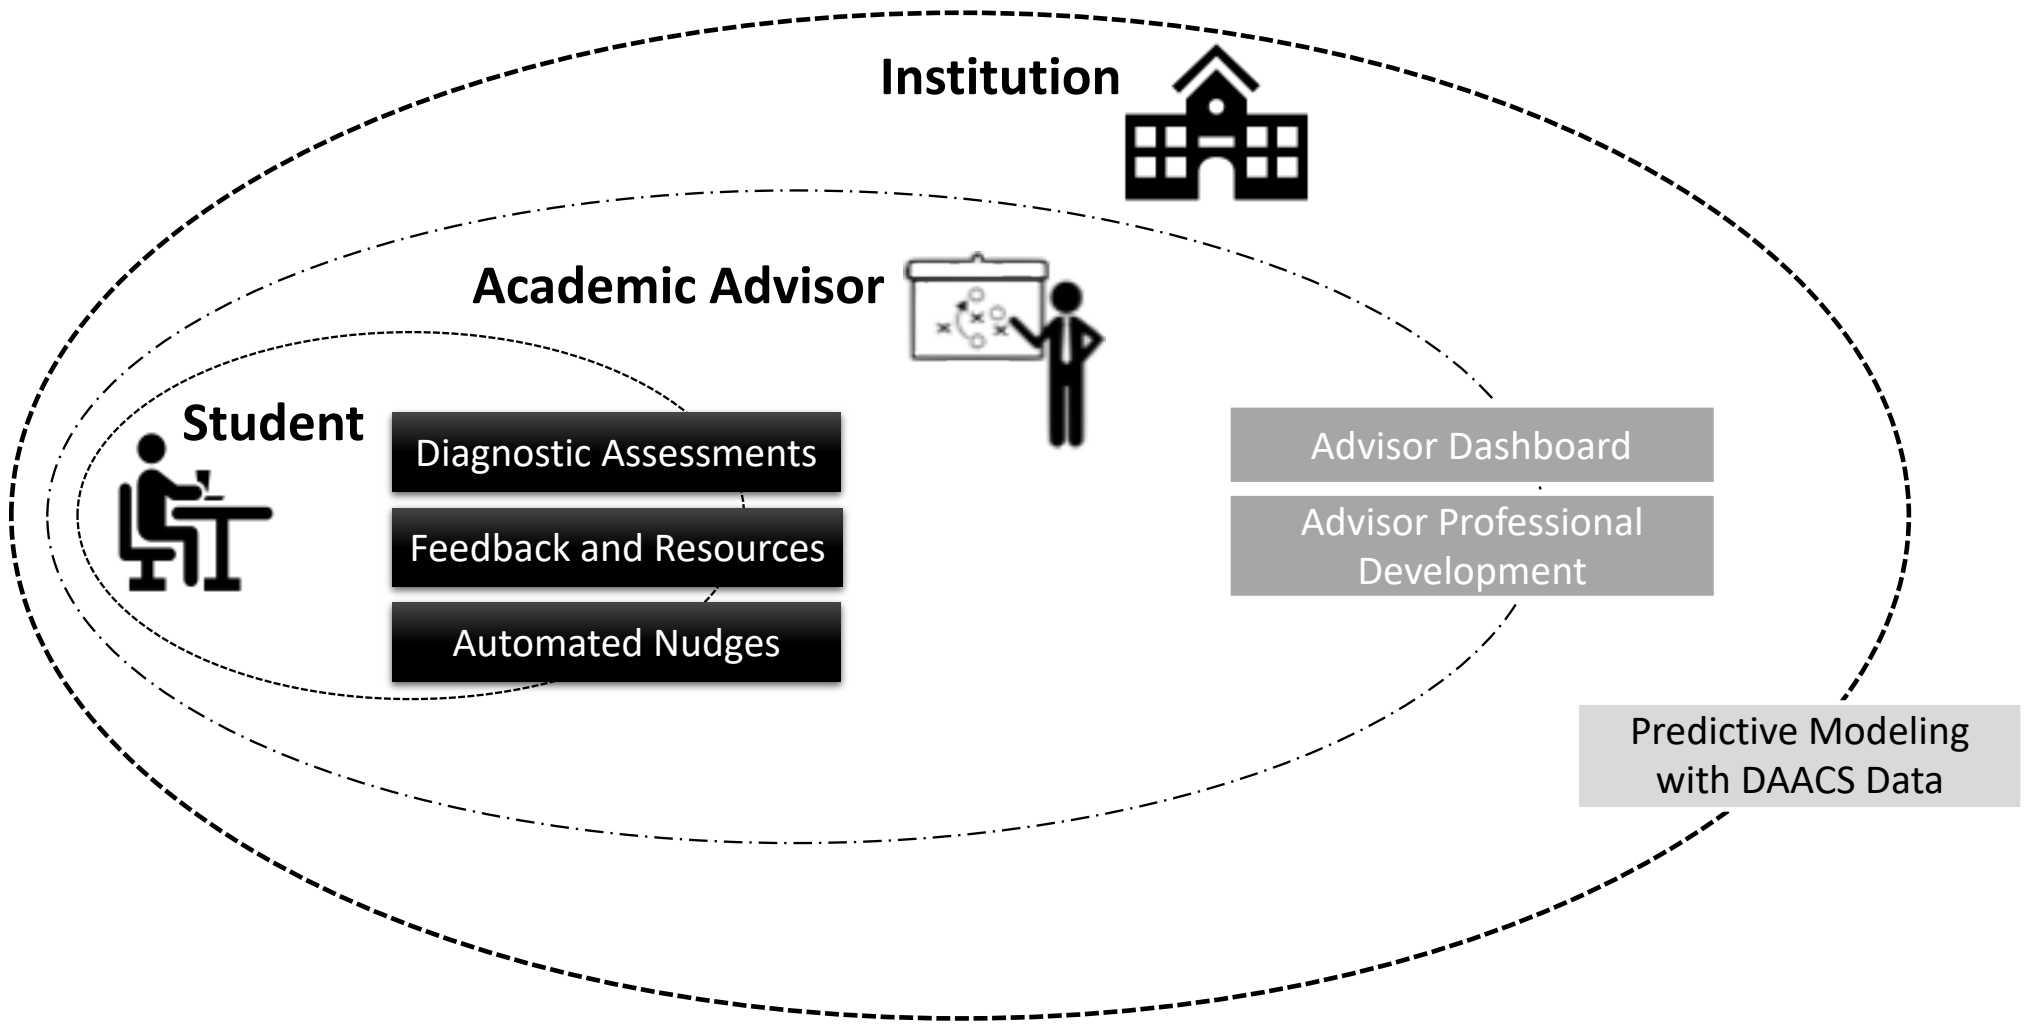 Institution
Academic Advisor
Student
Diagnostic Assessments
Feedback and Resources
Automated Nudges
Advisor Dashboard
Advisor Professional
Development
Predictive Modeling
with DAACS Data